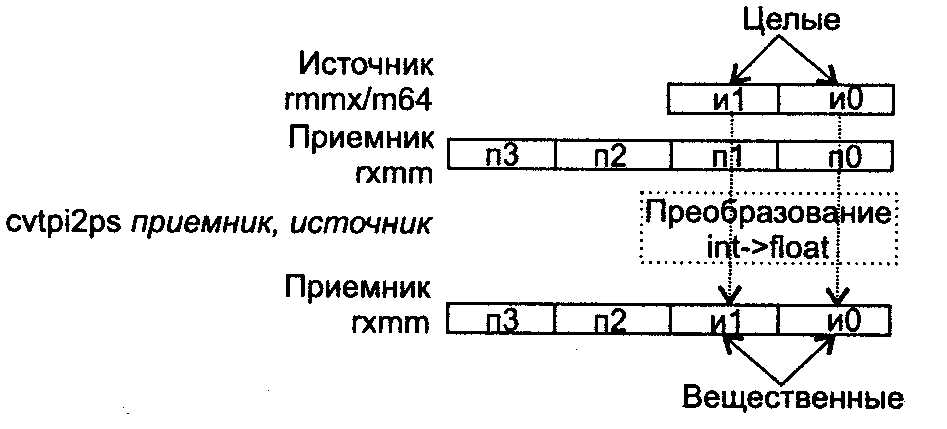 Целые
Источник
rmmx/m64
и1 и0
Приемник
rxmm
п3 п2 п1 п0
cvtpi2ps приемник, источник
Преобразование
int->float
Приемник
rxmm
п3 п2 и1 и0
Вещественные